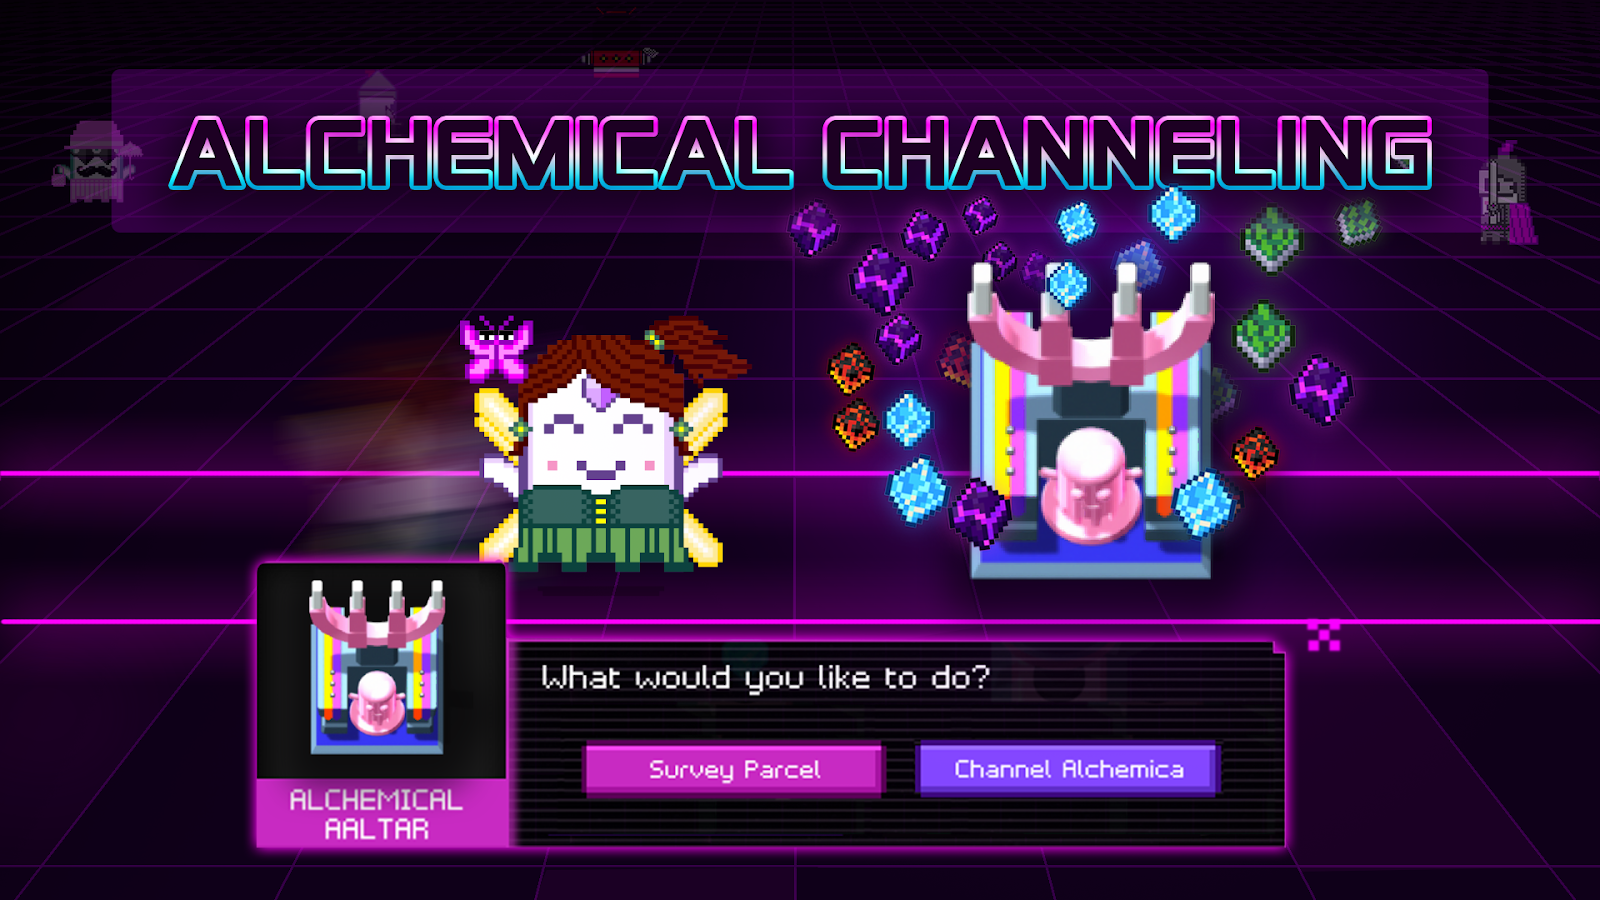 ALCHEMICAL CHANNELING
What would you like to do?
Survey Parcel
Channel Alchemica
ALCHEMICAL
AALTAR